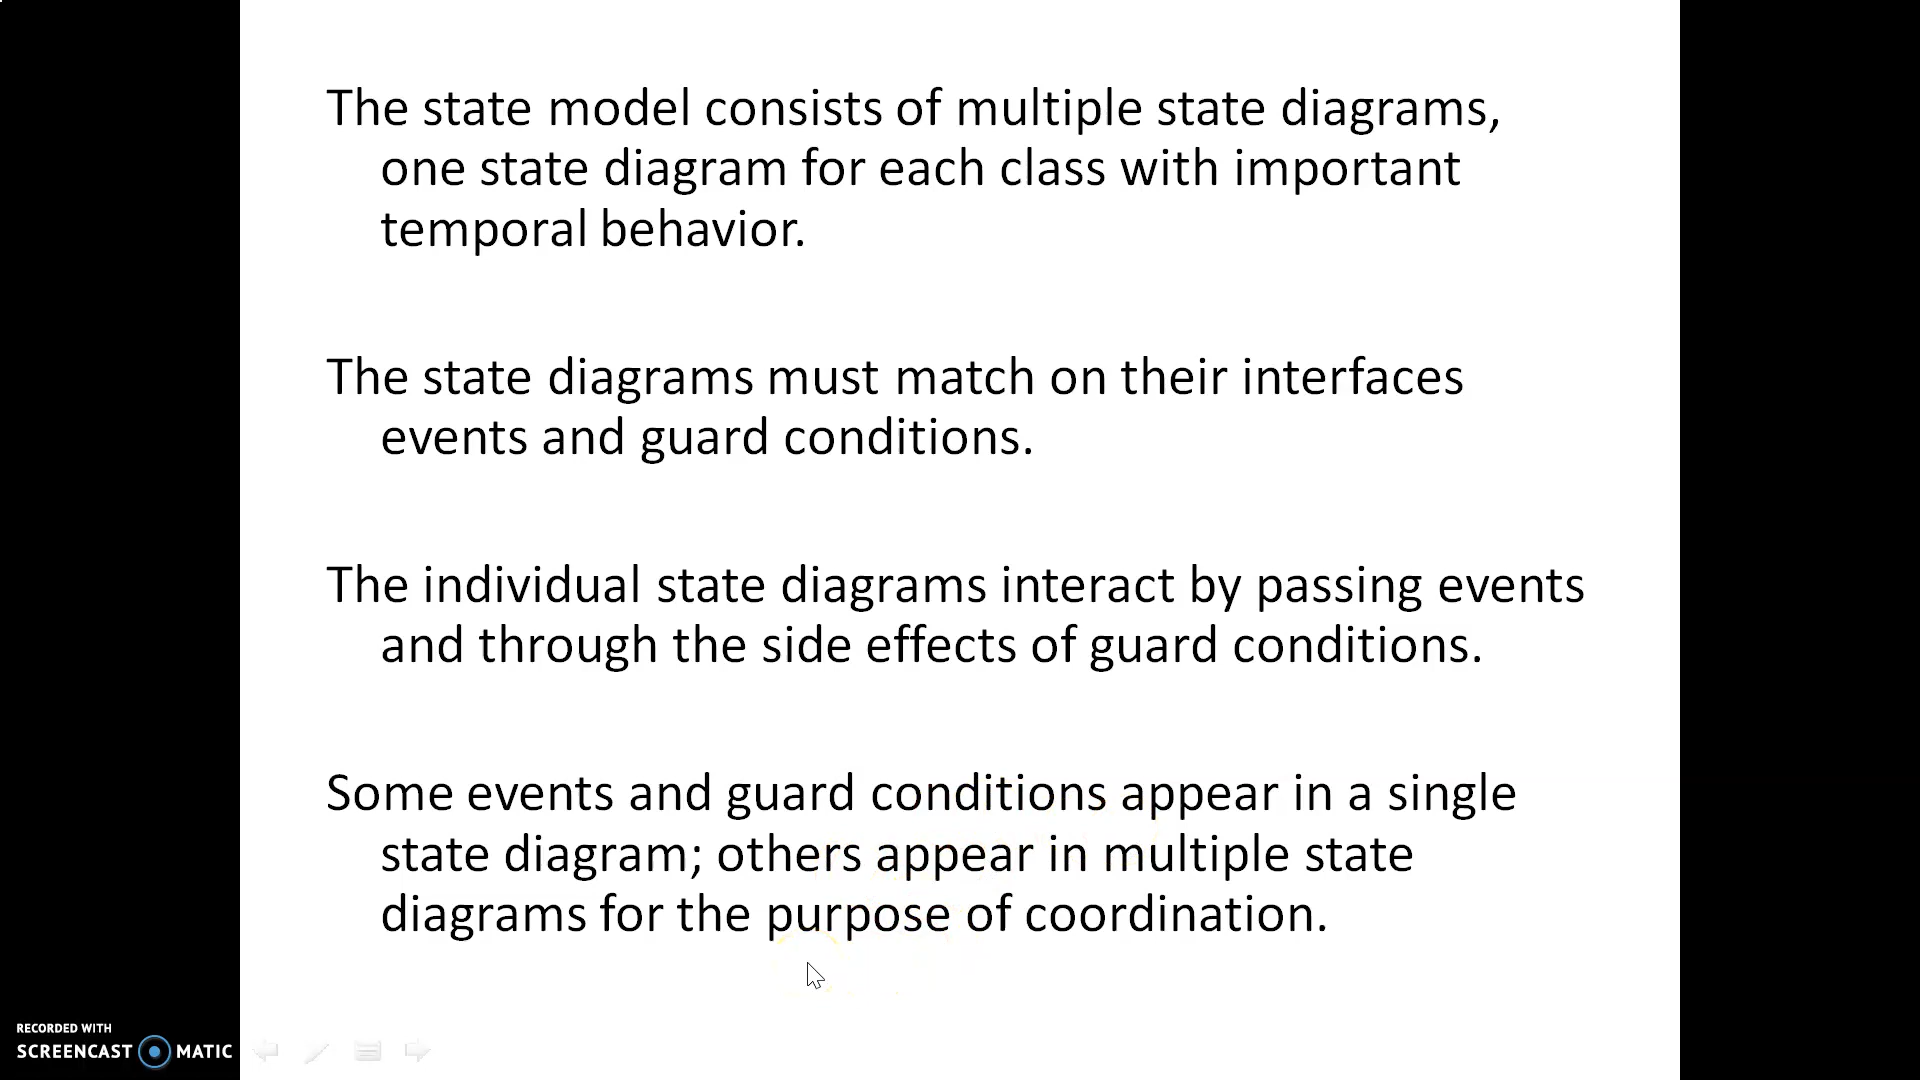 The state model consists of multiple state diagrams,
one state diagram for each class with important
temporal behavior.
The state diagrams must match on their interfaces
events and guard conditions.
The individual state diagrams interact by passing events
and through the side effects of guard conditions.
Some events and guard conditions appear in a single
state diagram; others appear in multiple state
diagrams for the purpose of coordination.
RECORDED WITH
SCREENCAST MATIC